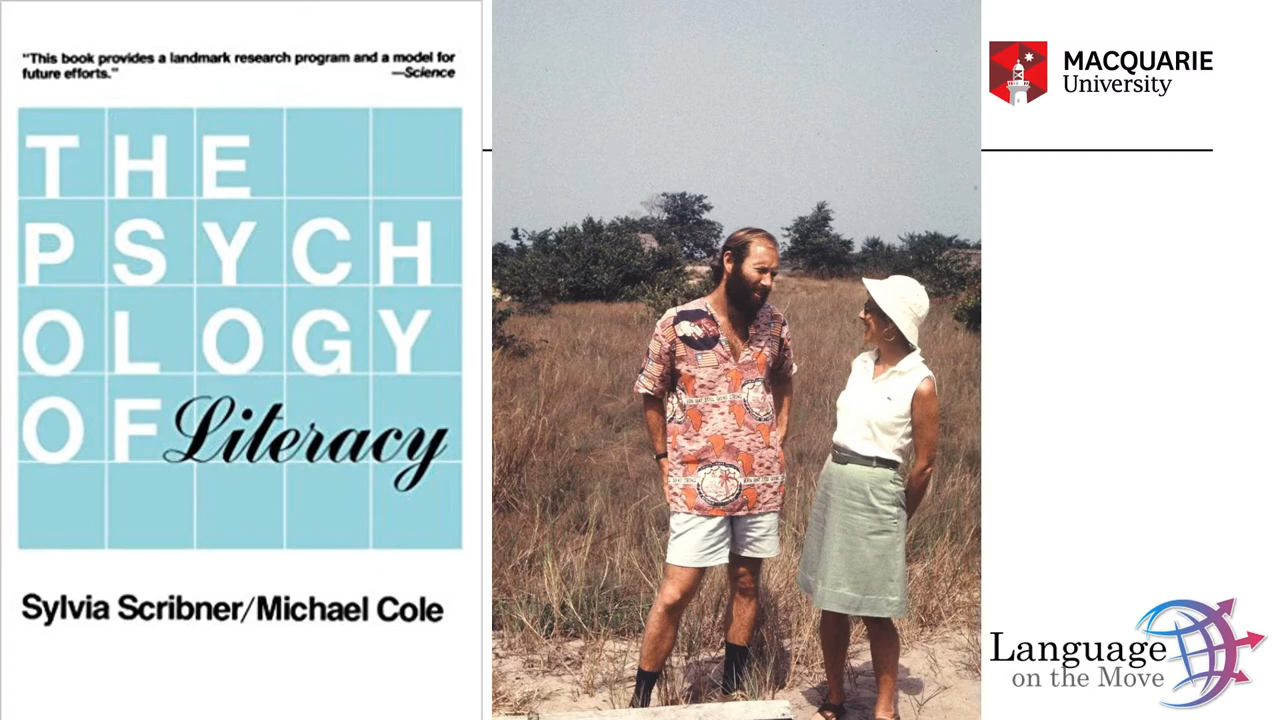 "This book provides a landmark research program and a model for
future efforts."
—Science
THE
PSYCH
OLOGY
OF Literacy
Sylvia Scribner/Michael Cole
MACQUARIE
University
Language
on the Move